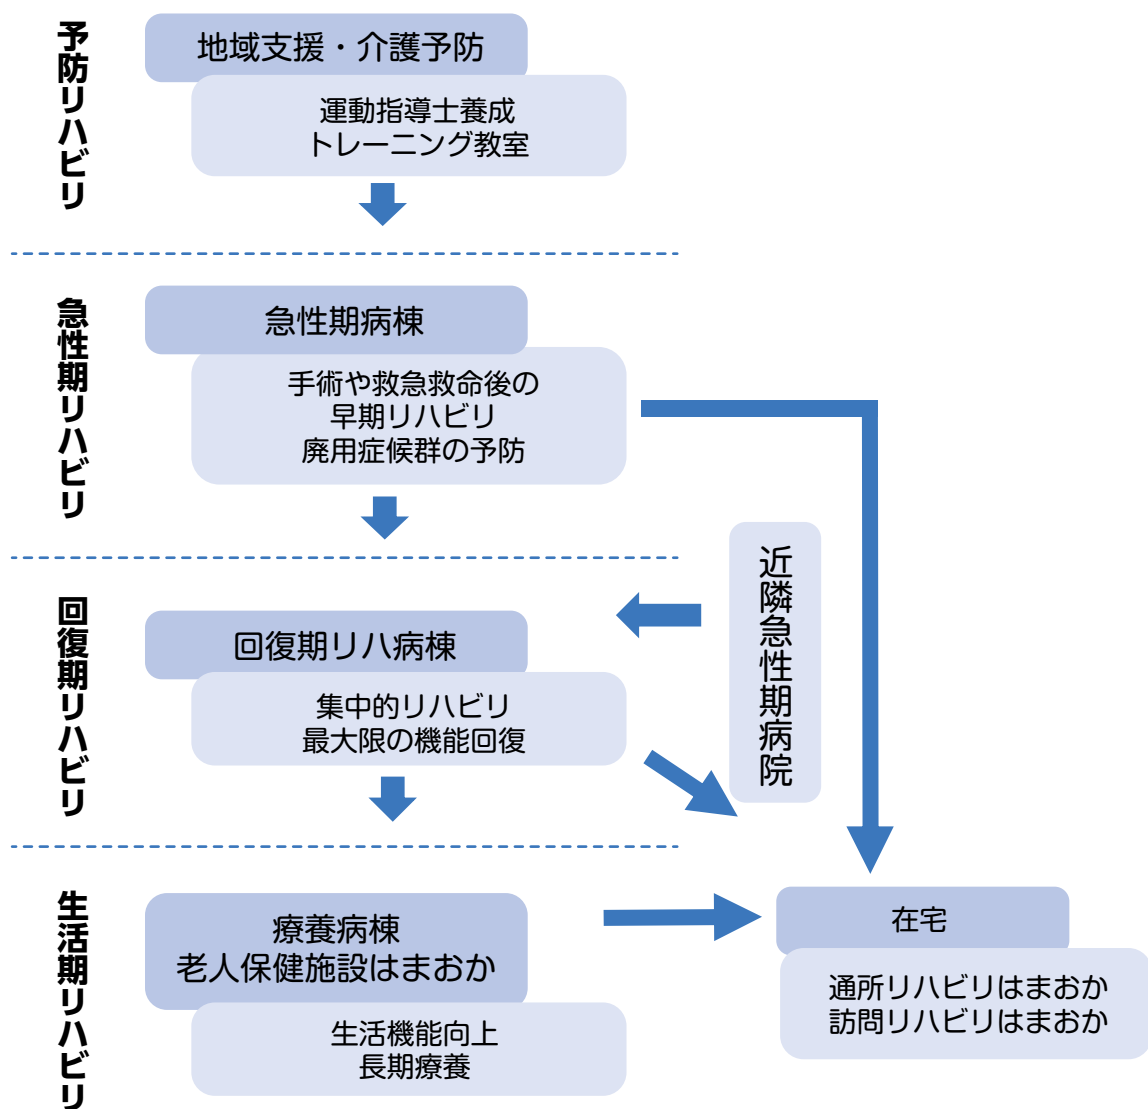 予防リハビリ
地域支援・介護予防
運動指導士養成
トレーニング教室
急性期リハビリ
急性期病棟
手術や救急救命後の
早期リハビリ
廃用症候群の予防
近隣急性期病院
回復期リハビリ
回復期リハ病棟
集中的リハビリ
最大限の機能回復
生活期リハビリ
療養病棟
老人保健施設はまおか
生活機能向上
長期療養
在宅
通所リハビリはまおか
訪問リハビリはまおか